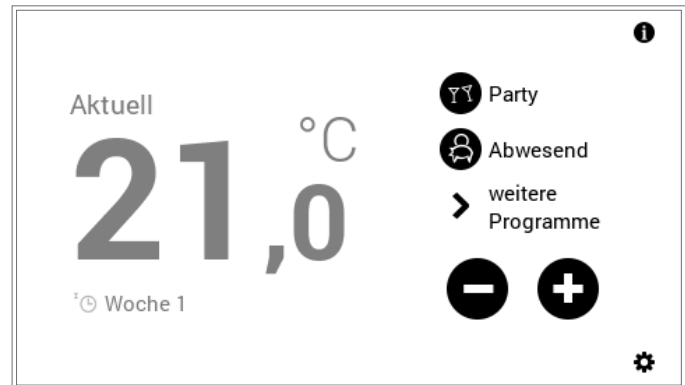 Aktuell
21,0 °C
Woche 1
Party
Abwesend
weitere
Programme